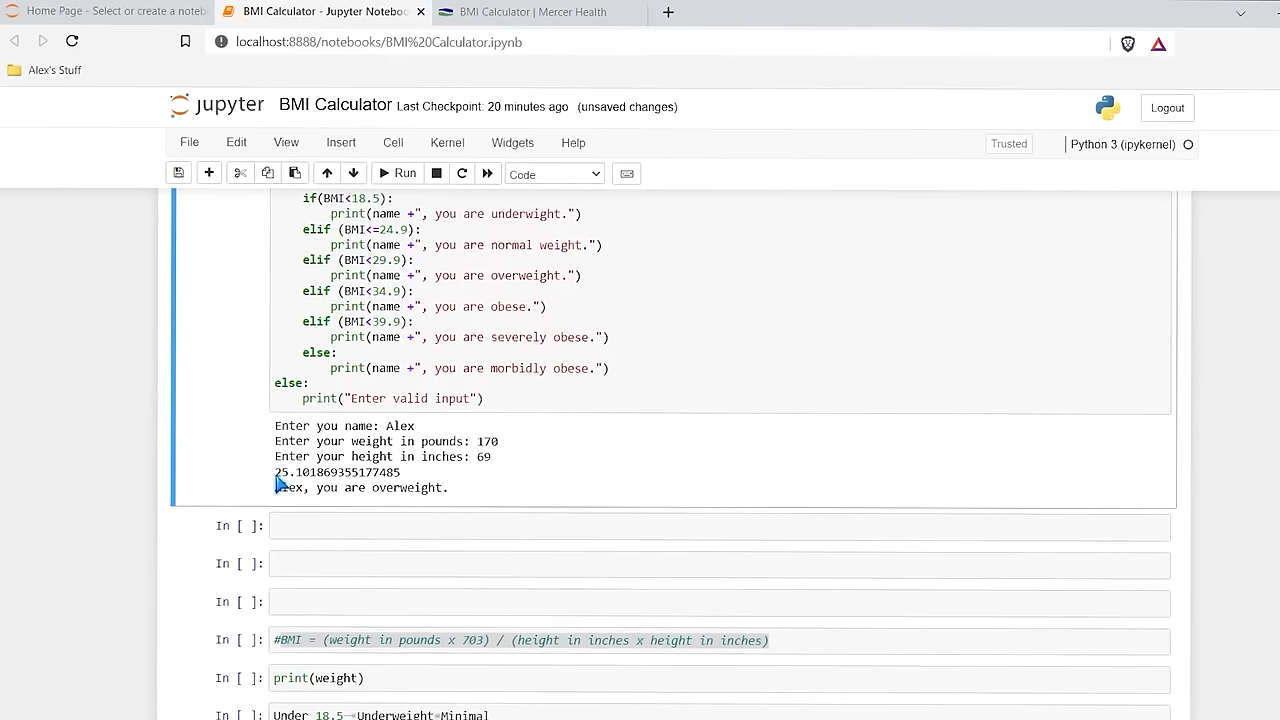 Home Page - Select or create a noteb
BMI Calculator - Jupyter Noteboo
BMI Calculator | Mercer Health
localhost:8888/notebooks/BMI%20Calculator.ipynb
Alex's Stuff
jupyter BMI Calculator Last Checkpoint: 20 minutes ago (unsaved changes)
Logout
File Edit View Insert Cell Kernel Widgets Help
Trusted
Python 3 (ipykernel)
Run
Code
if(BMI<18.5):
print(name +", you are underwight.")
elif (BMI<=24.9):
print(name +", you are normal weight.")
elif (BMI<29.9):
print(name +", you are overweight.")
elif (BMI<34.9):
print(name +", you are obese.")
elif (BMI<39.9):
print(name +", you are severely obese.")
else:
print(name +", you are morbidly obese.")
else:
print("Enter valid input")
Enter you name: Alex
Enter your weight in pounds: 170
Enter your height in inches: 69
25.101869355177485
Alex, you are overweight.
In [ ]:
In [ ]:
In [ ]:
In [ ]: #BMI = (weight in pounds x 703) / (height in inches x height in inches)
In [ ]: print(weight)
In [ ]: Under 18.5 Underweight Minimal